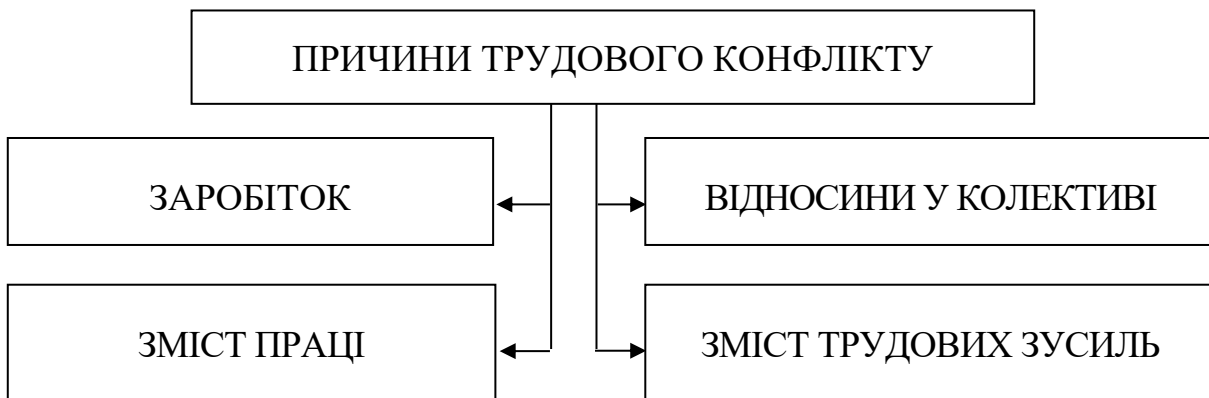 ПРИЧИНИ ТРУДОВОГО КОНФЛІКТУ
ЗАРОБІТОК
ВІДНОСИНИ У КОЛЕКТИВІ
ЗМІСТ ПРАЦІ
ЗМІСТ ТРУДОВИХ ЗУСИЛЬ